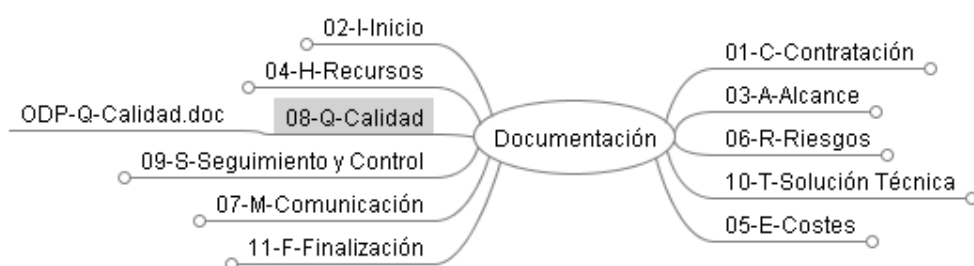 02-I-Inicio
04-H-Recursos
ODP-Q-Calidad.doc
08-Q-Calidad
09-S-Seguimiento y Control
07-M-Comunicación
11-F-Finalización
Documentación
01-C-Contratación
03-A-Alcance
06-R-Riesgos
10-T-Solución Técnica
05-E-Costes